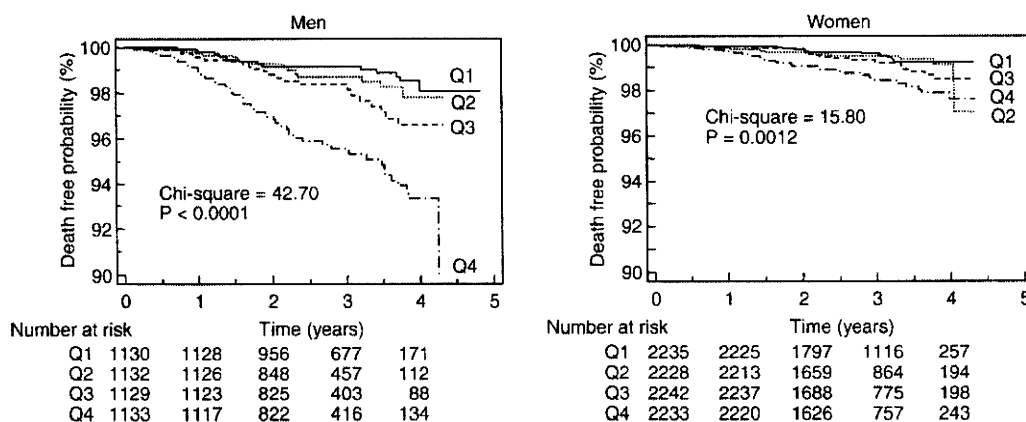 Men
Death free probability (%)
100
98
96
94
92
90
Q1
Q2
Q3
Chi-square = 42.70
P < 0.0001
Q4
0 1 2 3 4 5
Number at risk Time (years)
Q1 1130 1128 956 677 171
Q2 1132 1126 848 457 112
Q3 1129 1123 825 403 88
Q4 1133 1117 822 416 134
Women
Death free probability (%)
100
98
96
94
92
90
Q1
Q3
Q4
Q2
Chi-square = 15.80
P = 0.0012
0 1 2 3 4 5
Number at risk Time (years)
Q1 2235 2225 1797 1116 257
Q2 2228 2213 1659 864 194
Q3 2242 2237 1688 775 198
Q4 2233 2220 1626 757 243